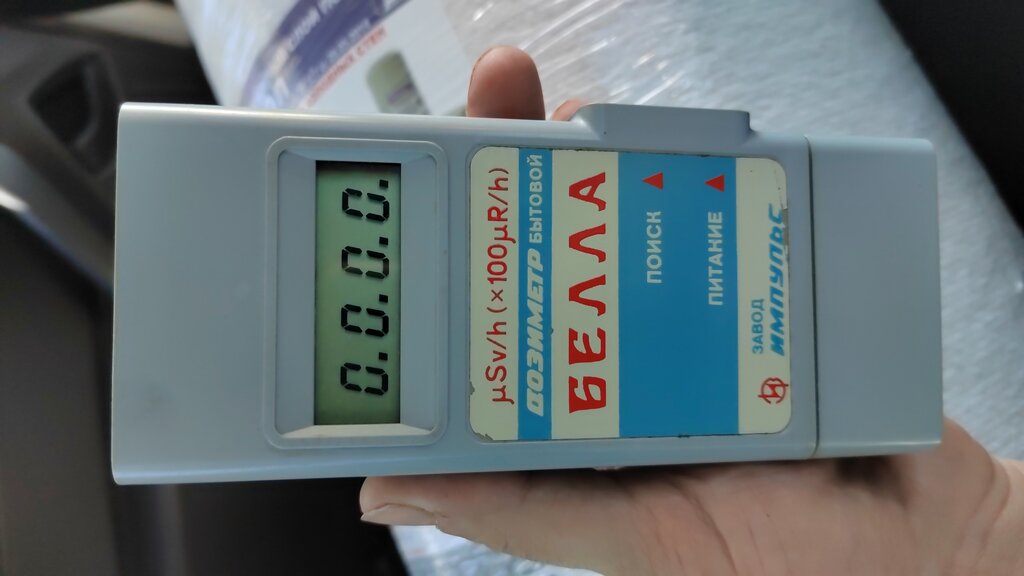 0.0.0.0.
μSv/h (×100μR/h)
ДОЗИМЕТР БЫТОВОЙ
БЕЛЛА
ПОИСК
ПИТАНИЕ
ЗАВОД
ИМПУЛЬС